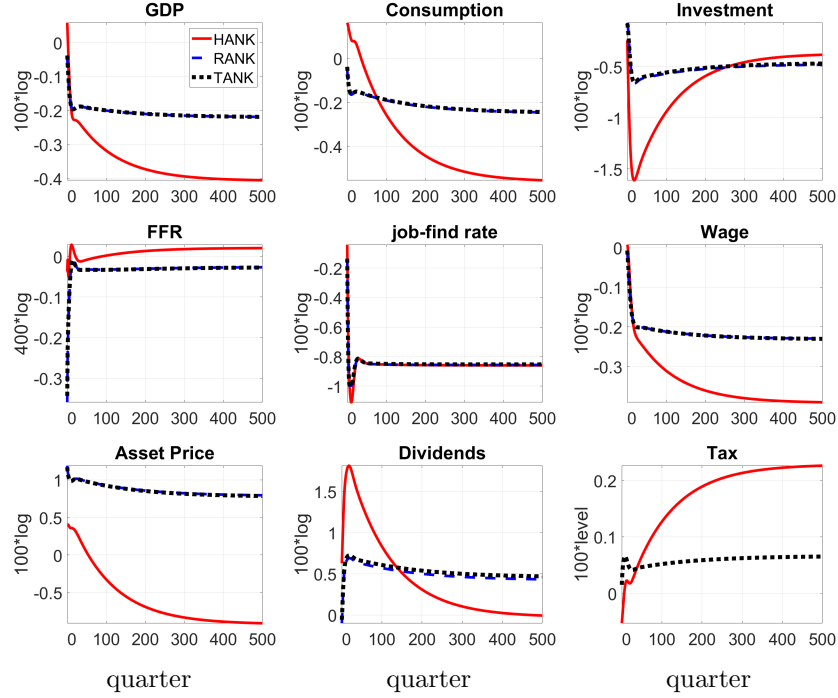 GDP
Consumption
Investment
HANK
RANK
TANK
100*log
0
-0.1
-0.2
-0.3
-0.4
0 100 200 300 400 500
100*log
0
-0.2
-0.4
0 100 200 300 400 500
100*log
-0.5
-1
-1.5
0 100 200 300 400 500
FFR
job-find rate
Wage
400*log
0
-0.1
-0.2
-0.3
0 100 200 300 400 500
100*log
-0.2
-0.4
-0.6
-0.8
-1
0 100 200 300 400 500
100*log
0
-0.1
-0.2
-0.3
0 100 200 300 400 500
Asset Price
Dividends
Tax
100*log
1
0.5
0
-0.5
0 100 200 300 400 500
100*log
1.5
1.0
0.5
0.0
0 100 200 300 400 500
100*level
0.2
0.1
0
0 100 200 300 400 500
quarter
quarter
quarter